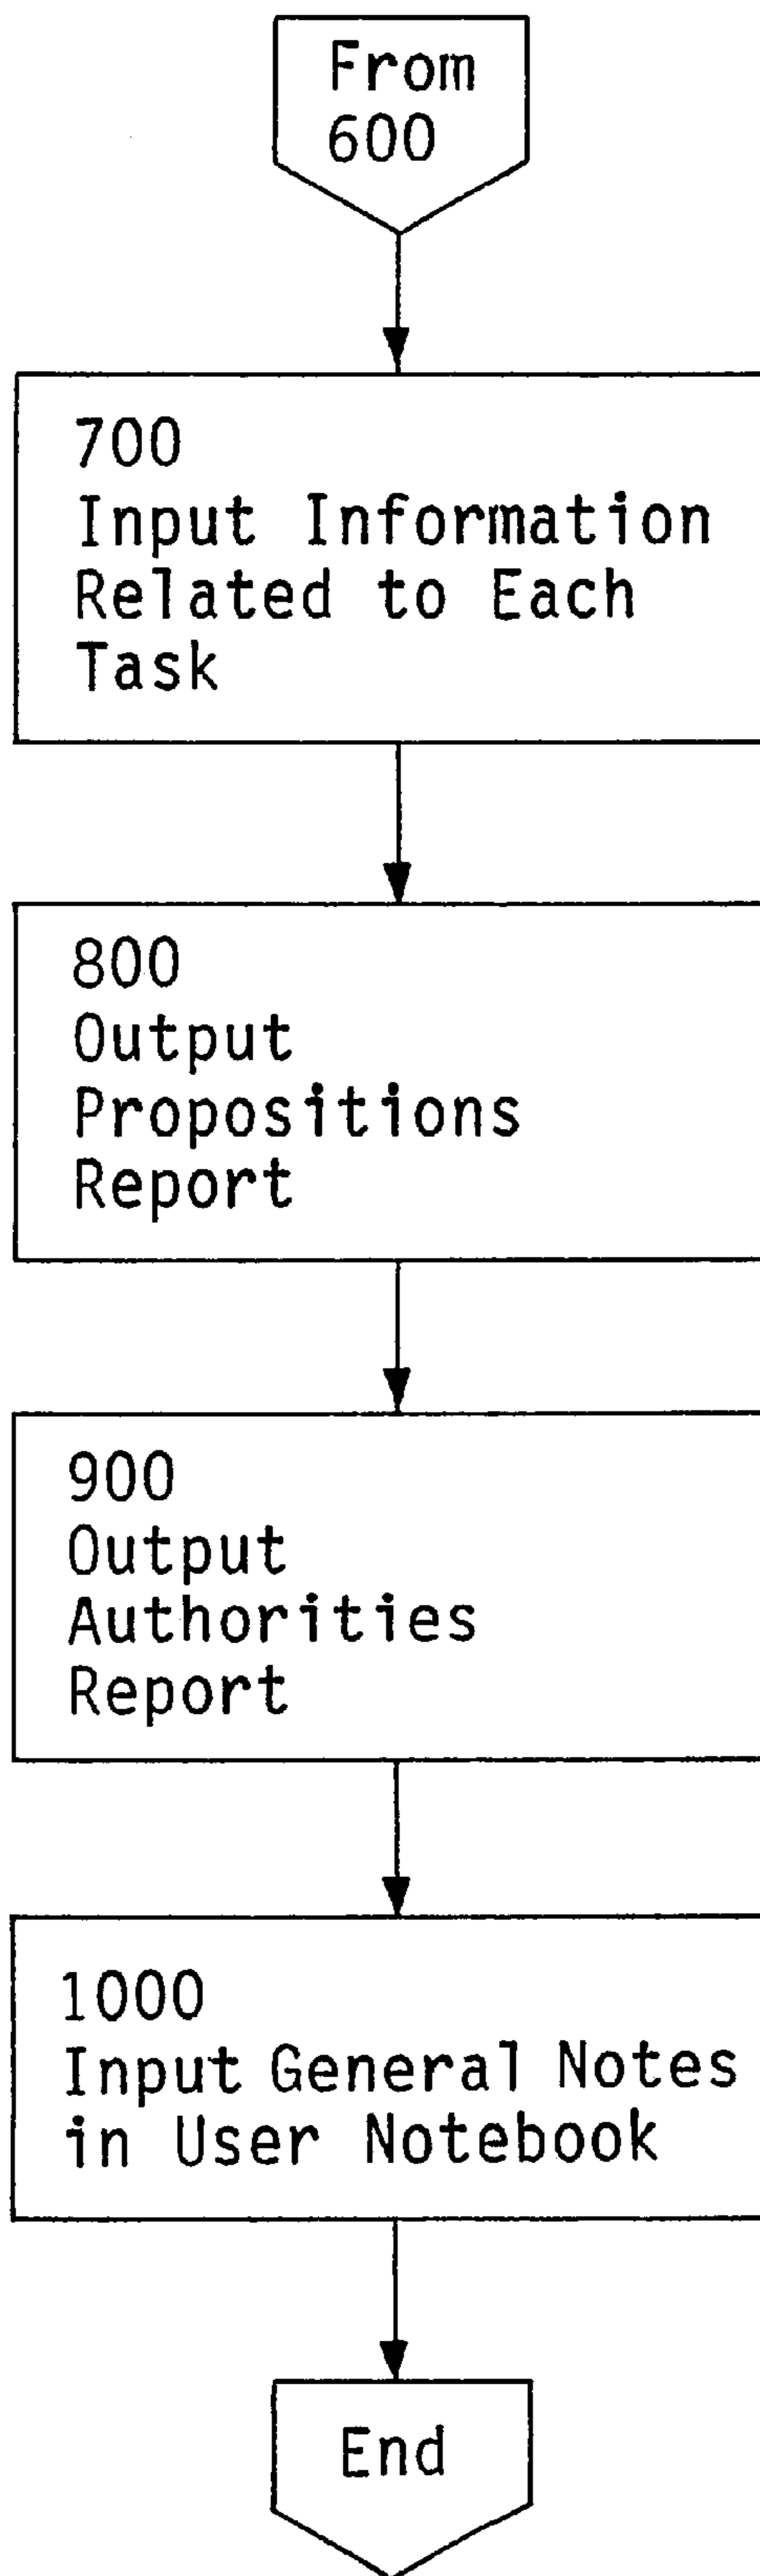 From
600
700
Input Information
Related to Each
Task
800
Output
Propositions
Report
900
Output
Authorities
Report
1000
Input General Notes
in User Notebook
End